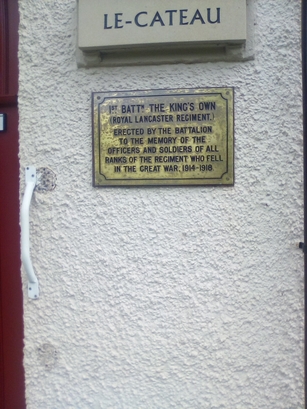 LE-CATEAU
1ST BATTN THE KING'S OWN
(ROYAL LANCASTER REGIMENT.)
ERECTED BY THE BATTALION
TO THE MEMORY OF THE
OFFICERS AND SOLDIERS OF ALL
RANKS OF THE REGIMENT WHO FELL
IN THE GREAT WAR, 1914-1918.